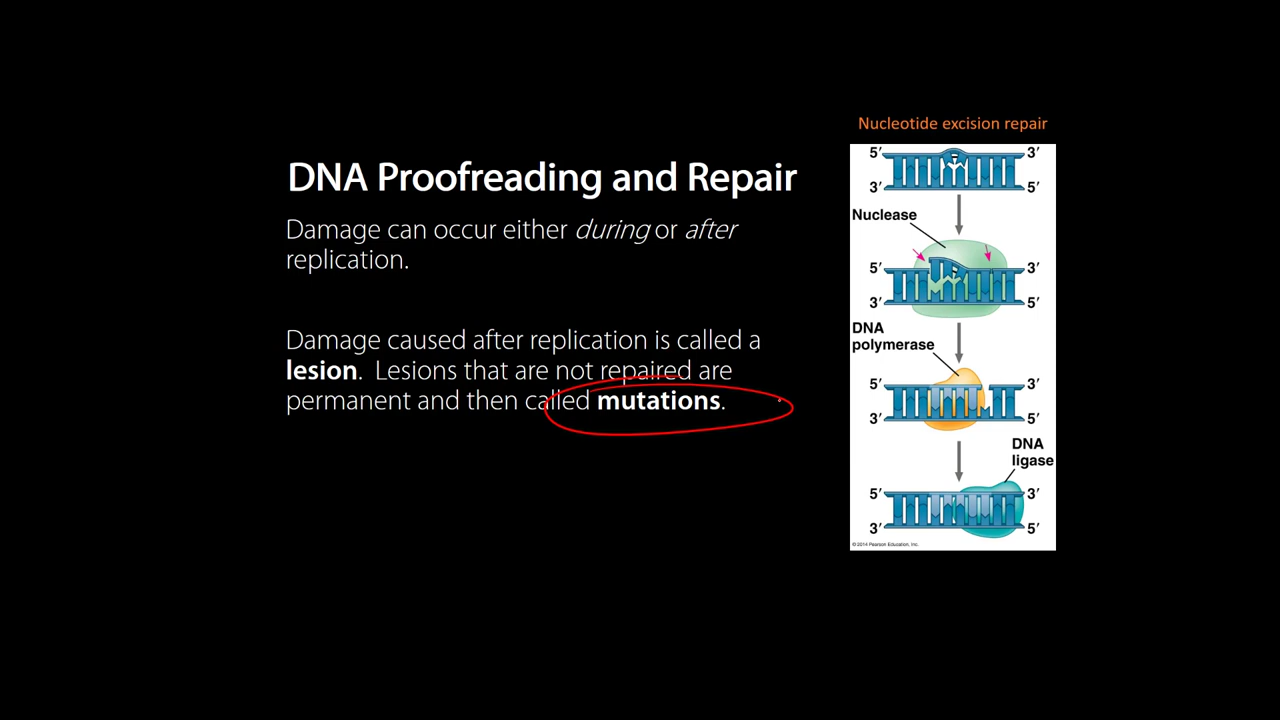 DNA Proofreading and Repair
Damage can occur either during or after
replication.
Damage caused after replication is called a
lesion. Lesions that are not repaired are
permanent and then called mutations.
Nucleotide excision repair
5′ 3′
3′ 5′
Nuclease
5′ 3′
3′ 5′
DNA
polymerase
5′ 3′
3′ 5′
DNA
ligase
5′ 3′
3′ 5′
© 2014 Pearson Education, Inc.